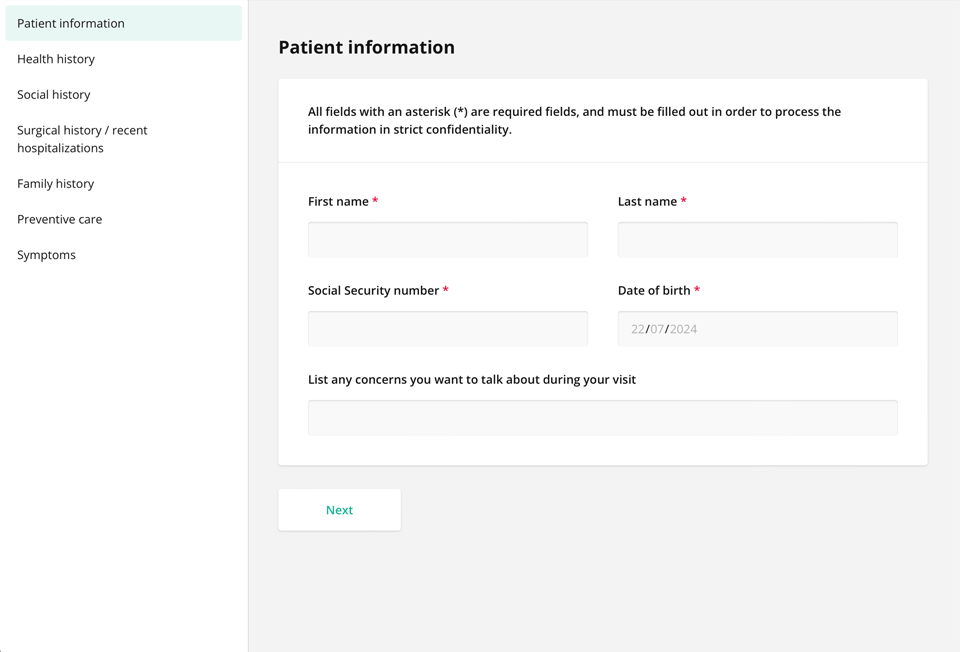 Patient information
Health history
Social history
Surgical history / recent
hospitalizations
Family history
Preventive care
Symptoms
Patient information
All fields with an asterisk (*) are required fields, and must be filled out in order to process the
information in strict confidentiality.
First name *
Last name *
Social Security number *
Date of birth *
22/07/2024
List any concerns you want to talk about during your visit
Next